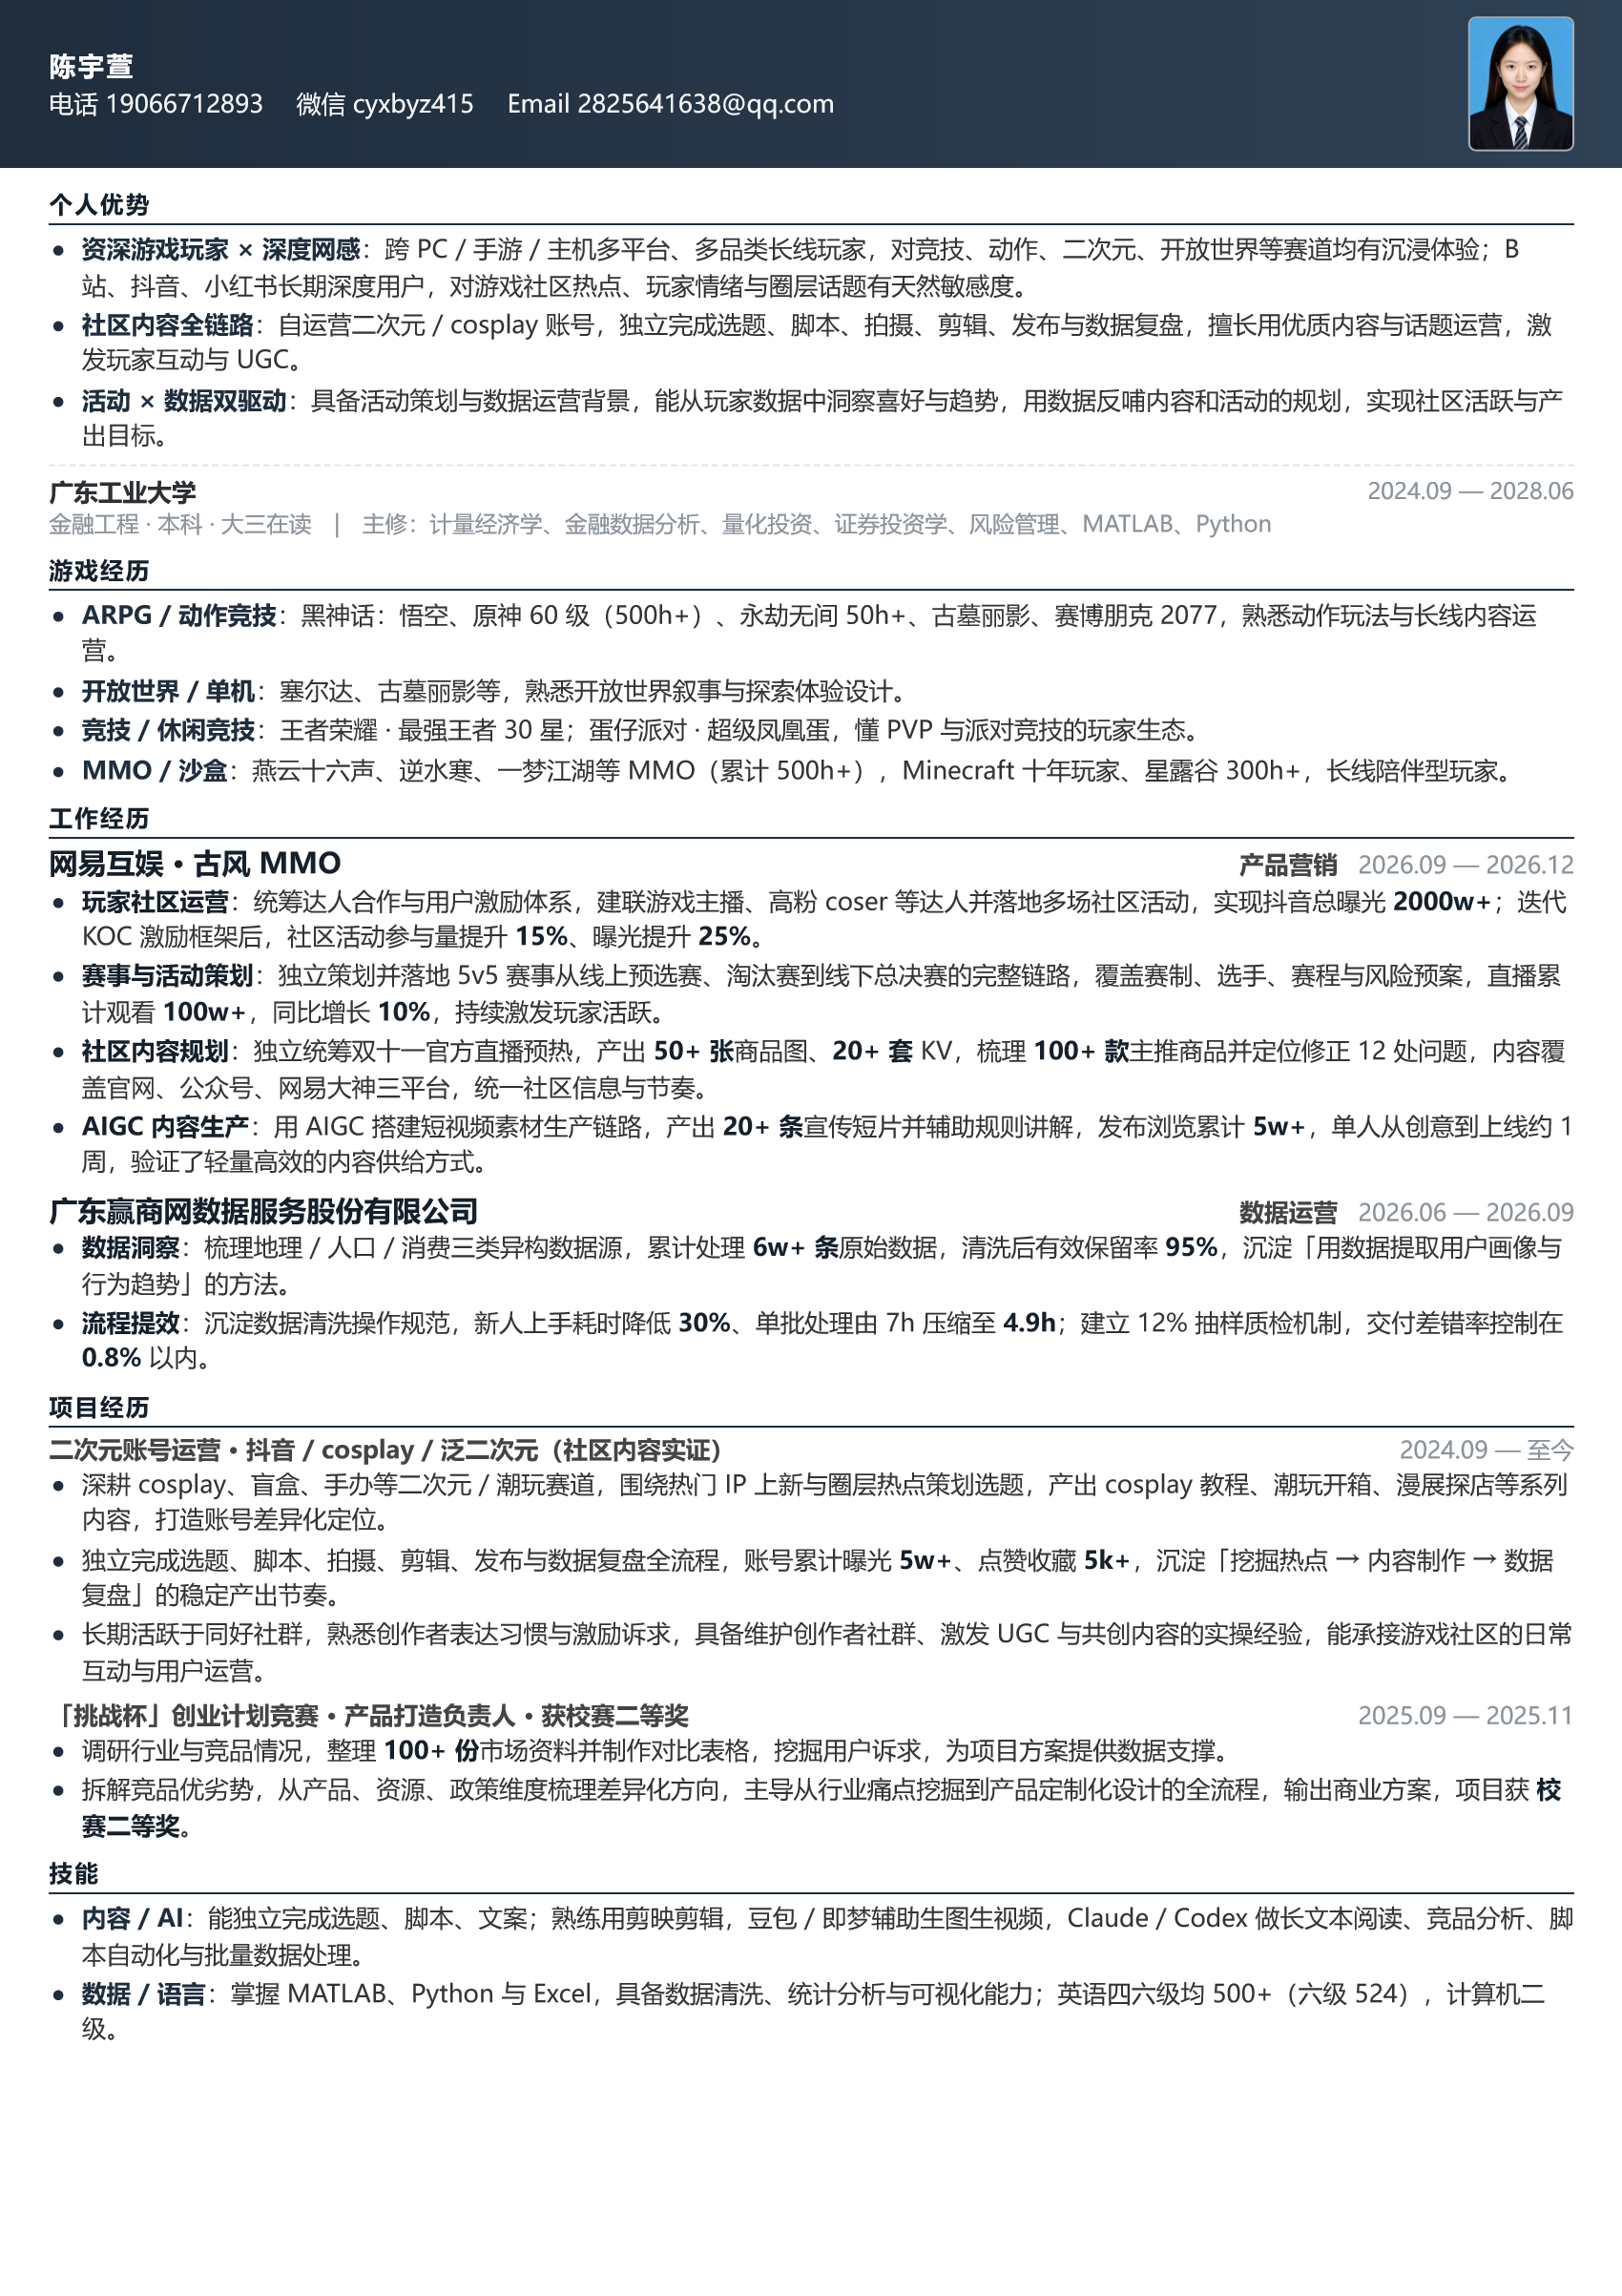 陈宇萱
电话 19066712893 微信 cyxbyz415 Email 2825641638@qq.com
个人优势
● 资深游戏玩家 × 深度网感：跨 PC / 手游 / 主机多平台、多品类长线玩家，对竞技、动作、二次元、开放世界等赛道均有沉浸体验；B
站、抖音、小红书长期深度用户，对游戏社区热点、玩家情绪与圈层话题有天然敏感度。
● 社区内容全链路：自运营二次元 / cosplay 账号，独立完成选题、脚本、拍摄、剪辑、发布与数据复盘，擅长用优质内容与话题运营，激
发玩家互动与 UGC。
● 活动 × 数据双驱动：具备活动策划与数据运营背景，能从玩家数据中洞察喜好与趋势，用数据反哺内容和活动的规划，实现社区活跃与产
出目标。
广东工业大学 2024.09 — 2028.06
金融工程 · 本科 · 大三在读 | 主修：计量经济学、金融数据分析、量化投资、证券投资学、风险管理、MATLAB、Python
游戏经历
● ARPG / 动作竞技：黑神话：悟空、原神 60 级（500h+）、永劫无间 50h+、古墓丽影、赛博朋克 2077，熟悉动作玩法与长线内容运
营。
● 开放世界 / 单机：塞尔达、古墓丽影等，熟悉开放世界叙事与探索体验设计。
● 竞技 / 休闲竞技：王者荣耀 · 最强王者 30 星；蛋仔派对 · 超级凤凰蛋，懂 PVP 与派对竞技的玩家生态。
● MMO / 沙盒：燕云十六声、逆水寒、一梦江湖等 MMO（累计 500h+），Minecraft 十年玩家、星露谷 300h+，长线陪伴型玩家。
工作经历
网易互娱 · 古风 MMO 产品营销 2026.09 — 2026.12
● 玩家社区运营：统筹达人合作与用户激励体系，建联游戏主播、高粉 coser 等达人并落地多场社区活动，实现抖音总曝光 2000w+；迭代
KOC 激励框架后，社区活动参与量提升 15%、曝光提升 25%。
● 赛事与活动策划：独立策划并落地 5v5 赛事从线上预选赛、淘汰赛到线下总决赛的完整链路，覆盖赛制、选手、赛程与风险预案，直播累
计观看 100w+，同比增长 10%，持续激发玩家活跃。
● 社区内容规划：独立统筹双十一官方直播预热，产出 50+ 张商品图、20+ 套 KV，梳理 100+ 款主推商品并定位修正 12 处问题，内容覆
盖官网、公众号、网易大神三平台，统一社区信息与节奏。
● AIGC 内容生产：用 AIGC 搭建短视频素材生产链路，产出 20+ 条宣传短片并辅助规则讲解，发布浏览累计 5w+，单人从创意到上线约 1
周，验证了轻量高效的内容供给方式。
广东赢商网数据服务股份有限公司 数据运营 2026.06 — 2026.09
● 数据洞察：梳理地理 / 人口 / 消费三类异构数据源，累计处理 6w+ 条原始数据，清洗后有效保留率 95%，沉淀「用数据提取用户画像与
行为趋势」的方法。
● 流程提效：沉淀数据清洗操作规范，新人上手耗时降低 30%、单批处理由 7h 压缩至 4.9h；建立 12% 抽样质检机制，交付差错率控制在
0.8% 以内。
项目经历
二次元账号运营 · 抖音 / cosplay / 泛二次元（社区内容实证） 2024.09 — 至今
● 深耕 cosplay、盲盒、手办等二次元 / 潮玩赛道，围绕热门 IP 上新与圈层热点策划选题，产出 cosplay 教程、潮玩开箱、漫展探店等系列
内容，打造账号差异化定位。
● 独立完成选题、脚本、拍摄、剪辑、发布与数据复盘全流程，账号累计曝光 5w+、点赞收藏 5k+，沉淀「挖掘热点 → 内容制作 → 数据
复盘」的稳定产出节奏。
● 长期活跃于同好社群，熟悉创作者表达习惯与激励诉求，具备维护创作者社群、激发 UGC 与共创内容的实操经验，能承接游戏社区的日常
互动与用户运营。
「挑战杯」创业计划竞赛 · 产品打造负责人 · 获校赛二等奖 2025.09 — 2025.11
● 调研行业与竞品情况，整理 100+ 份市场资料并制作对比表格，挖掘用户诉求，为项目方案提供数据支撑。
● 拆解竞品优劣势，从产品、资源、政策维度梳理差异化方向，主导从行业痛点挖掘到产品定制化设计的全流程，输出商业方案，项目获 校
赛二等奖。
技能
● 内容 / AI：能独立完成选题、脚本、文案；熟练用剪映剪辑，豆包 / 即梦辅助生图生视频，Claude / Codex 做长文本阅读、竞品分析、脚
本自动化与批量数据处理。
● 数据 / 语言：掌握 MATLAB、Python 与 Excel，具备数据清洗、统计分析与可视化能力；英语四六级均 500+（六级 524），计算机二
级。